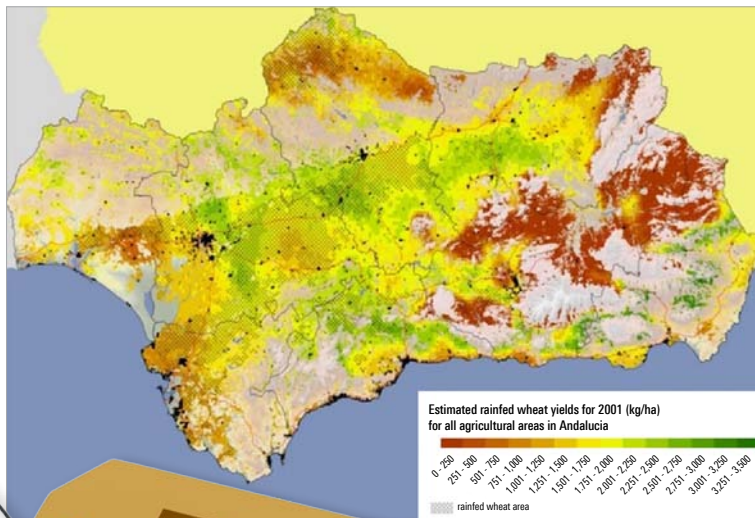 Estimated rainfed wheat yields for 2001 (kg/ha)
for all agricultural areas in Andalucia
0 - 250
251 - 500
501 - 750
751 - 1,000
1.001 - 1,250
1,251 - 1,500
1,501 - 1,750
1,751 - 2,000
2.001 - 2,250
2,251 - 2,500
2,501 - 2,750
2,751 - 3,000
3.001 - 3,250
3,251 - 3,500
rainfed wheat area